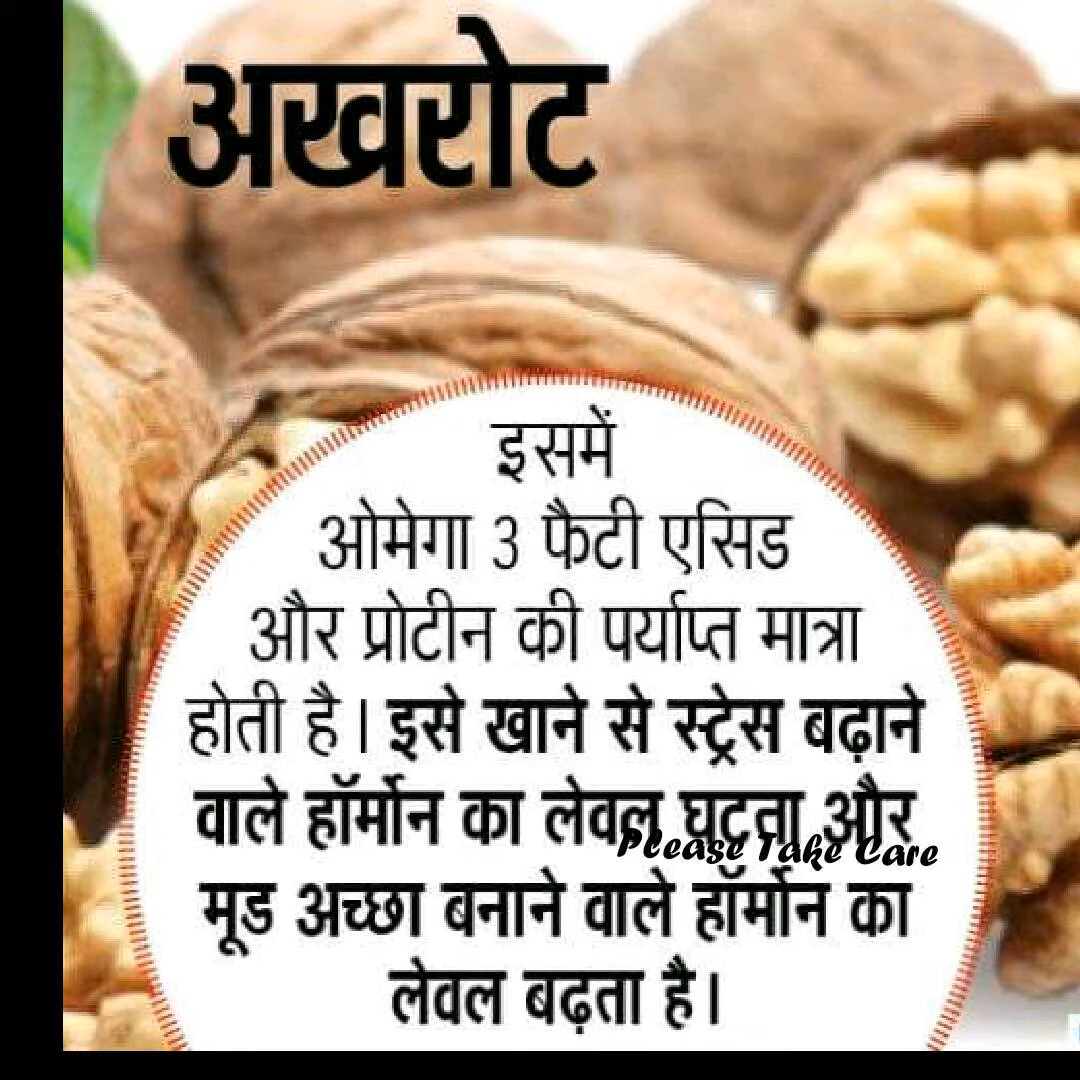 अखरोट
इसमें
ओमेगा 3 फैटी एसिड
और प्रोटीन की पर्याप्त मात्रा
होती है। इसे खाने से स्ट्रेस बढ़ाने
वाले हॉर्मोन का लेवल घटता और
Please Take Care
मूड अच्छा बनाने वाले हॉर्मोन का
लेवल बढ़ता है।